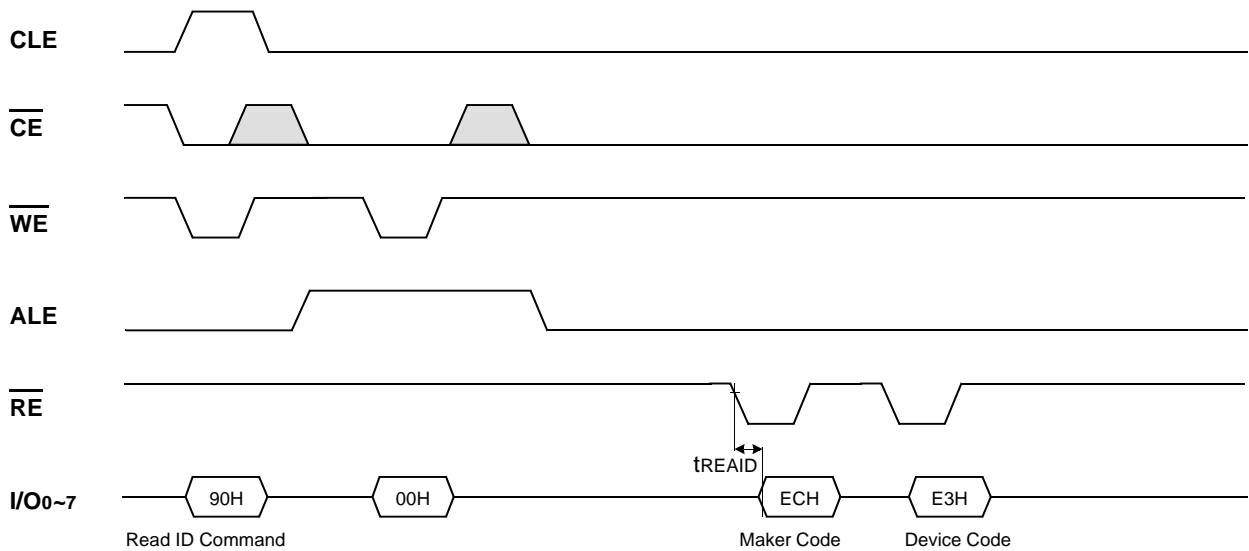 CLE
CE
WE
ALE
RE
tREAID
I/O0~7 90H 00H ECH E3H
Read ID Command Maker Code Device Code